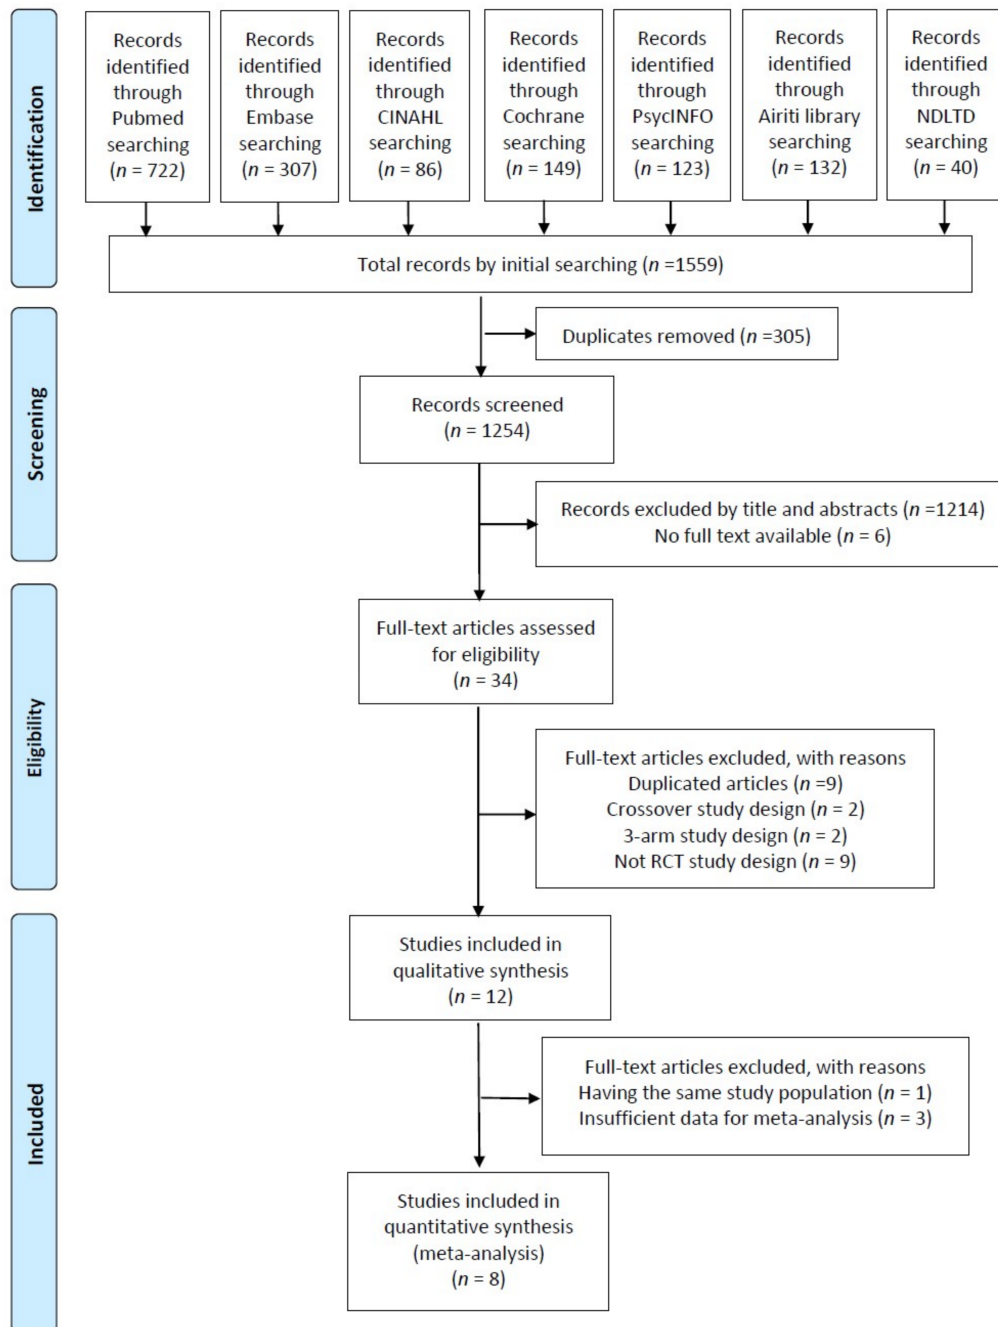 Identification
Records
identified
through
Pubmed
searching
(n = 722)
Records
identified
through
Embase
searching
(n = 307)
Records
identified
through
CINAHL
searching
(n = 86)
Records
identified
through
Cochrane
searching
(n = 149)
Records
identified
through
PsycINFO
searching
(n = 123)
Records
identified
through
Airiti library
searching
(n = 132)
Records
identified
through
NDLTD
searching
(n = 40)
Total records by initial searching (n =1559)
Screening
Duplicates removed (n =305)
Records screened
(n = 1254)
Records excluded by title and abstracts (n =1214)
No full text available (n = 6)
Eligibility
Full-text articles assessed
for eligibility
(n = 34)
Full-text articles excluded, with reasons
Duplicated articles (n =9)
Crossover study design (n = 2)
3-arm study design (n = 2)
Not RCT study design (n = 9)
Included
Studies included in
qualitative synthesis
(n = 12)
Full-text articles excluded, with reasons
Having the same study population (n = 1)
Insufficient data for meta-analysis (n = 3)
Studies included in
quantitative synthesis
(meta-analysis)
(n = 8)